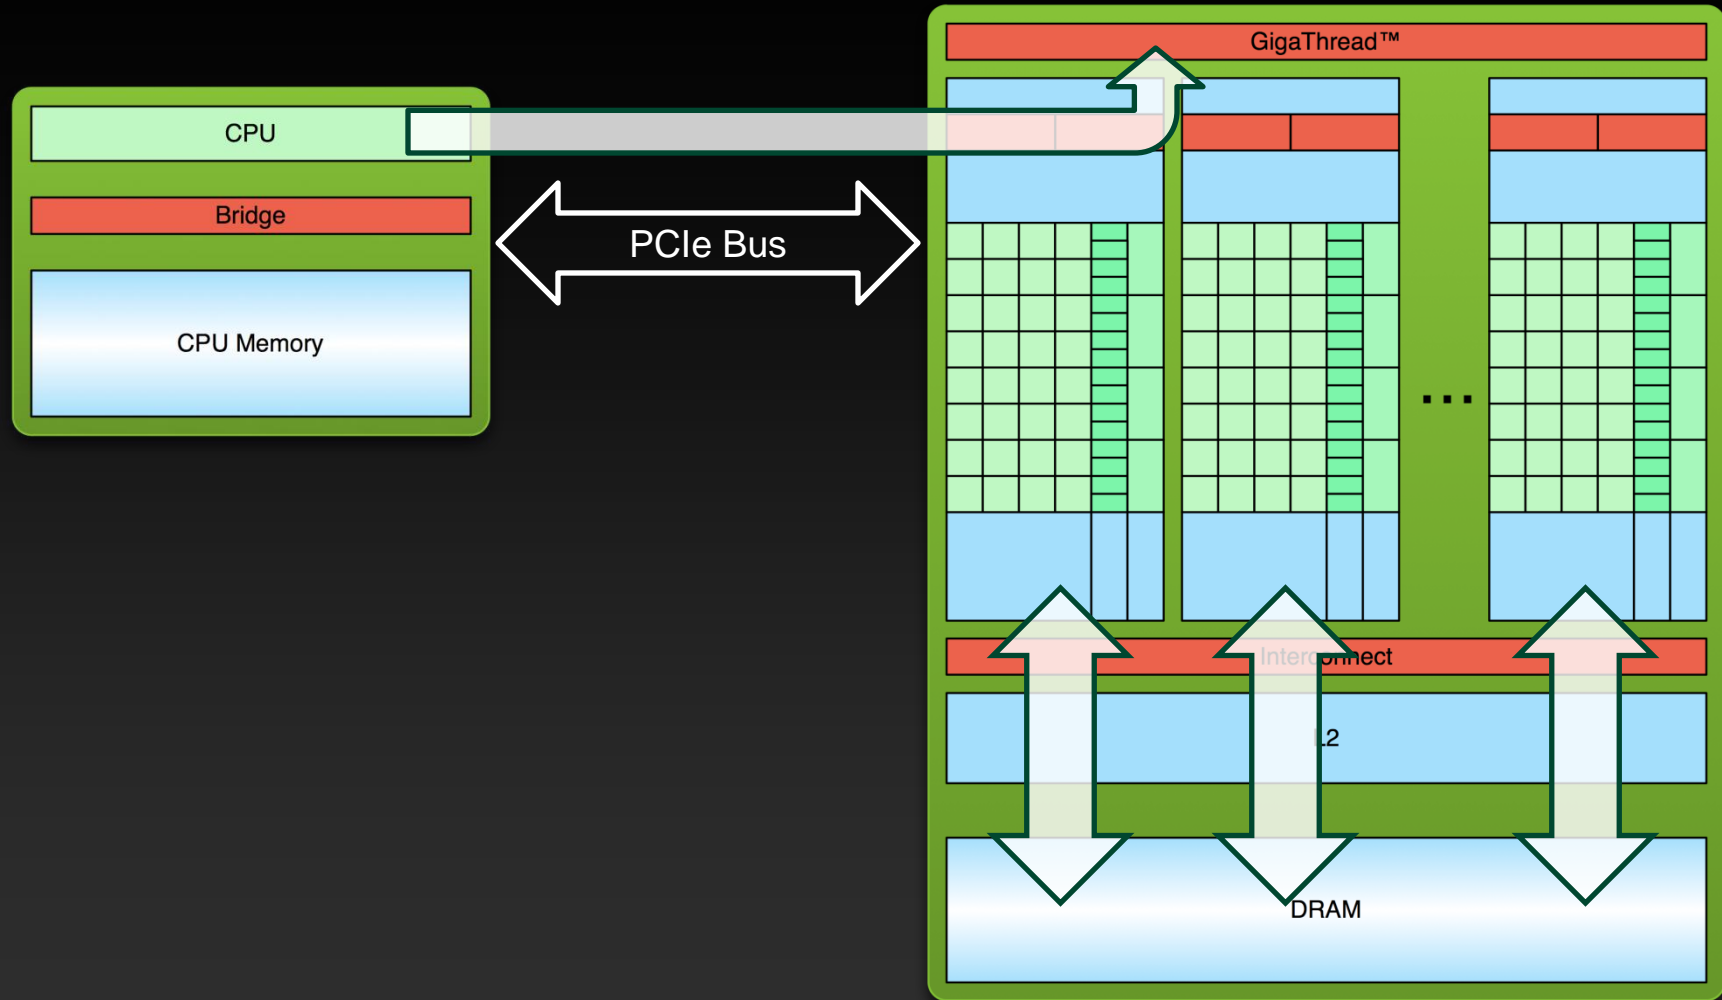 CPU
Bridge
CPU Memory
PCIe Bus
GigaThread™
...
Interconnect
L2
DRAM